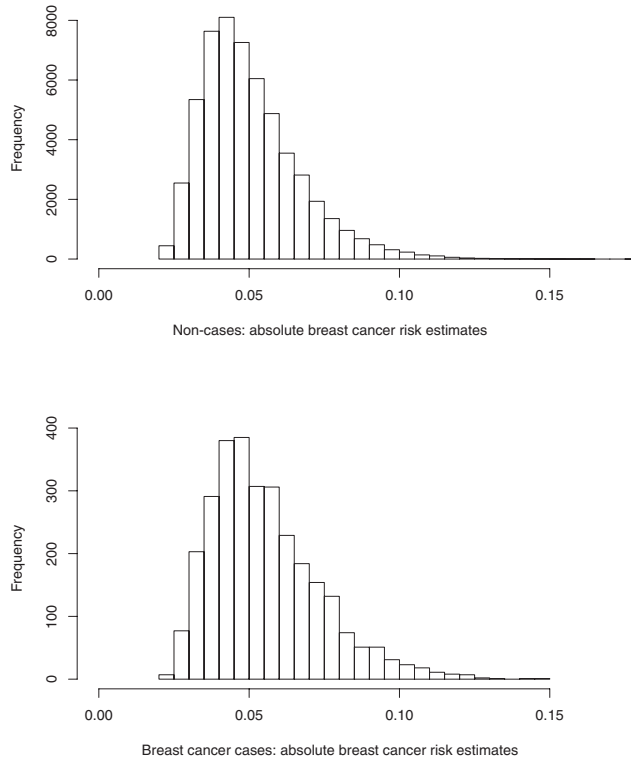 8000
6000
4000
2000
0
Frequency
0.00 0.05 0.10 0.15
Non-cases: absolute breast cancer risk estimates
400
300
200
100
0
Frequency
0.00 0.05 0.10 0.15
Breast cancer cases: absolute breast cancer risk estimates